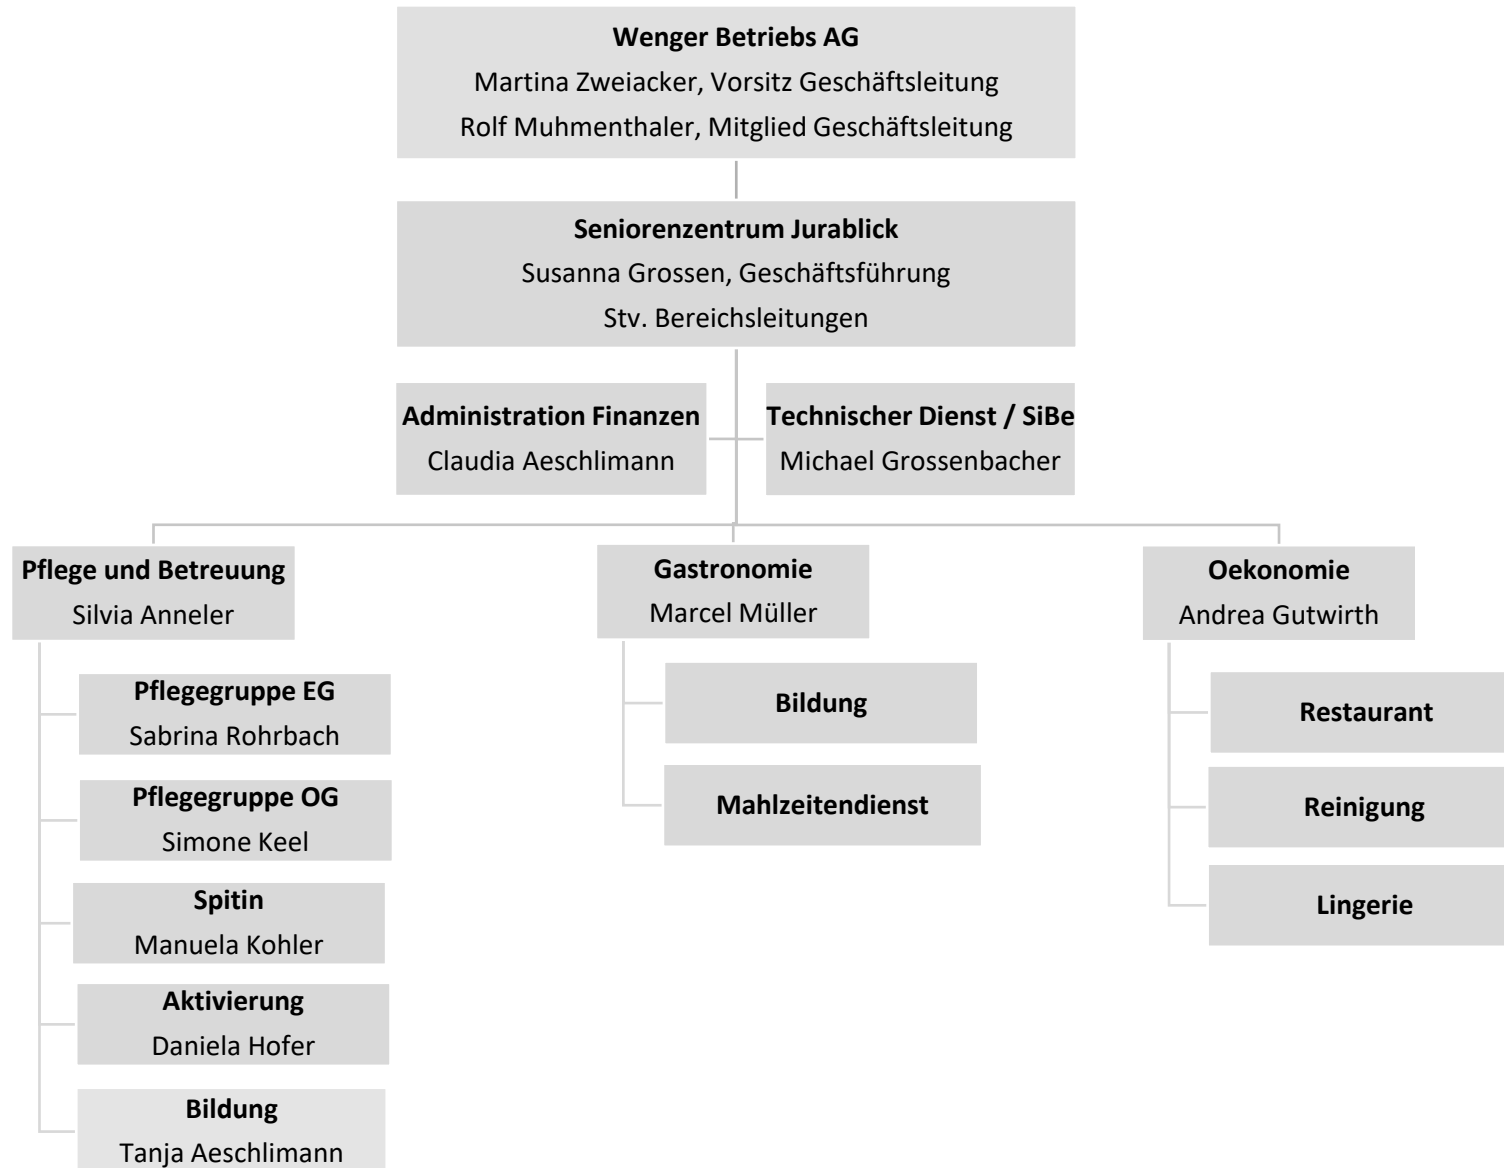 Wenger Betriebs AG
Martina Zweiacker, Vorsitz Geschäftsleitung
Rolf Muhmenthaler, Mitglied Geschäftsleitung
Seniorenzentrum Jurablick
Susanna Grossen, Geschäftsführung
Stv. Bereichsleitungen
Administration Finanzen
Claudia Aeschlimann
Technischer Dienst / SiBe
Michael Grossenbacher
Pflege und Betreuung
Silvia Anneler
Pflegegruppe EG
Sabrina Rohrbach
Pflegegruppe OG
Simone Keel
Spitin
Manuela Kohler
Aktivierung
Daniela Hofer
Bildung
Tanja Aeschlimann
Gastronomie
Marcel Müller
Bildung
Mahlzeitendienst
Oekonomie
Andrea Gutwirth
Restaurant
Reinigung
Lingerie